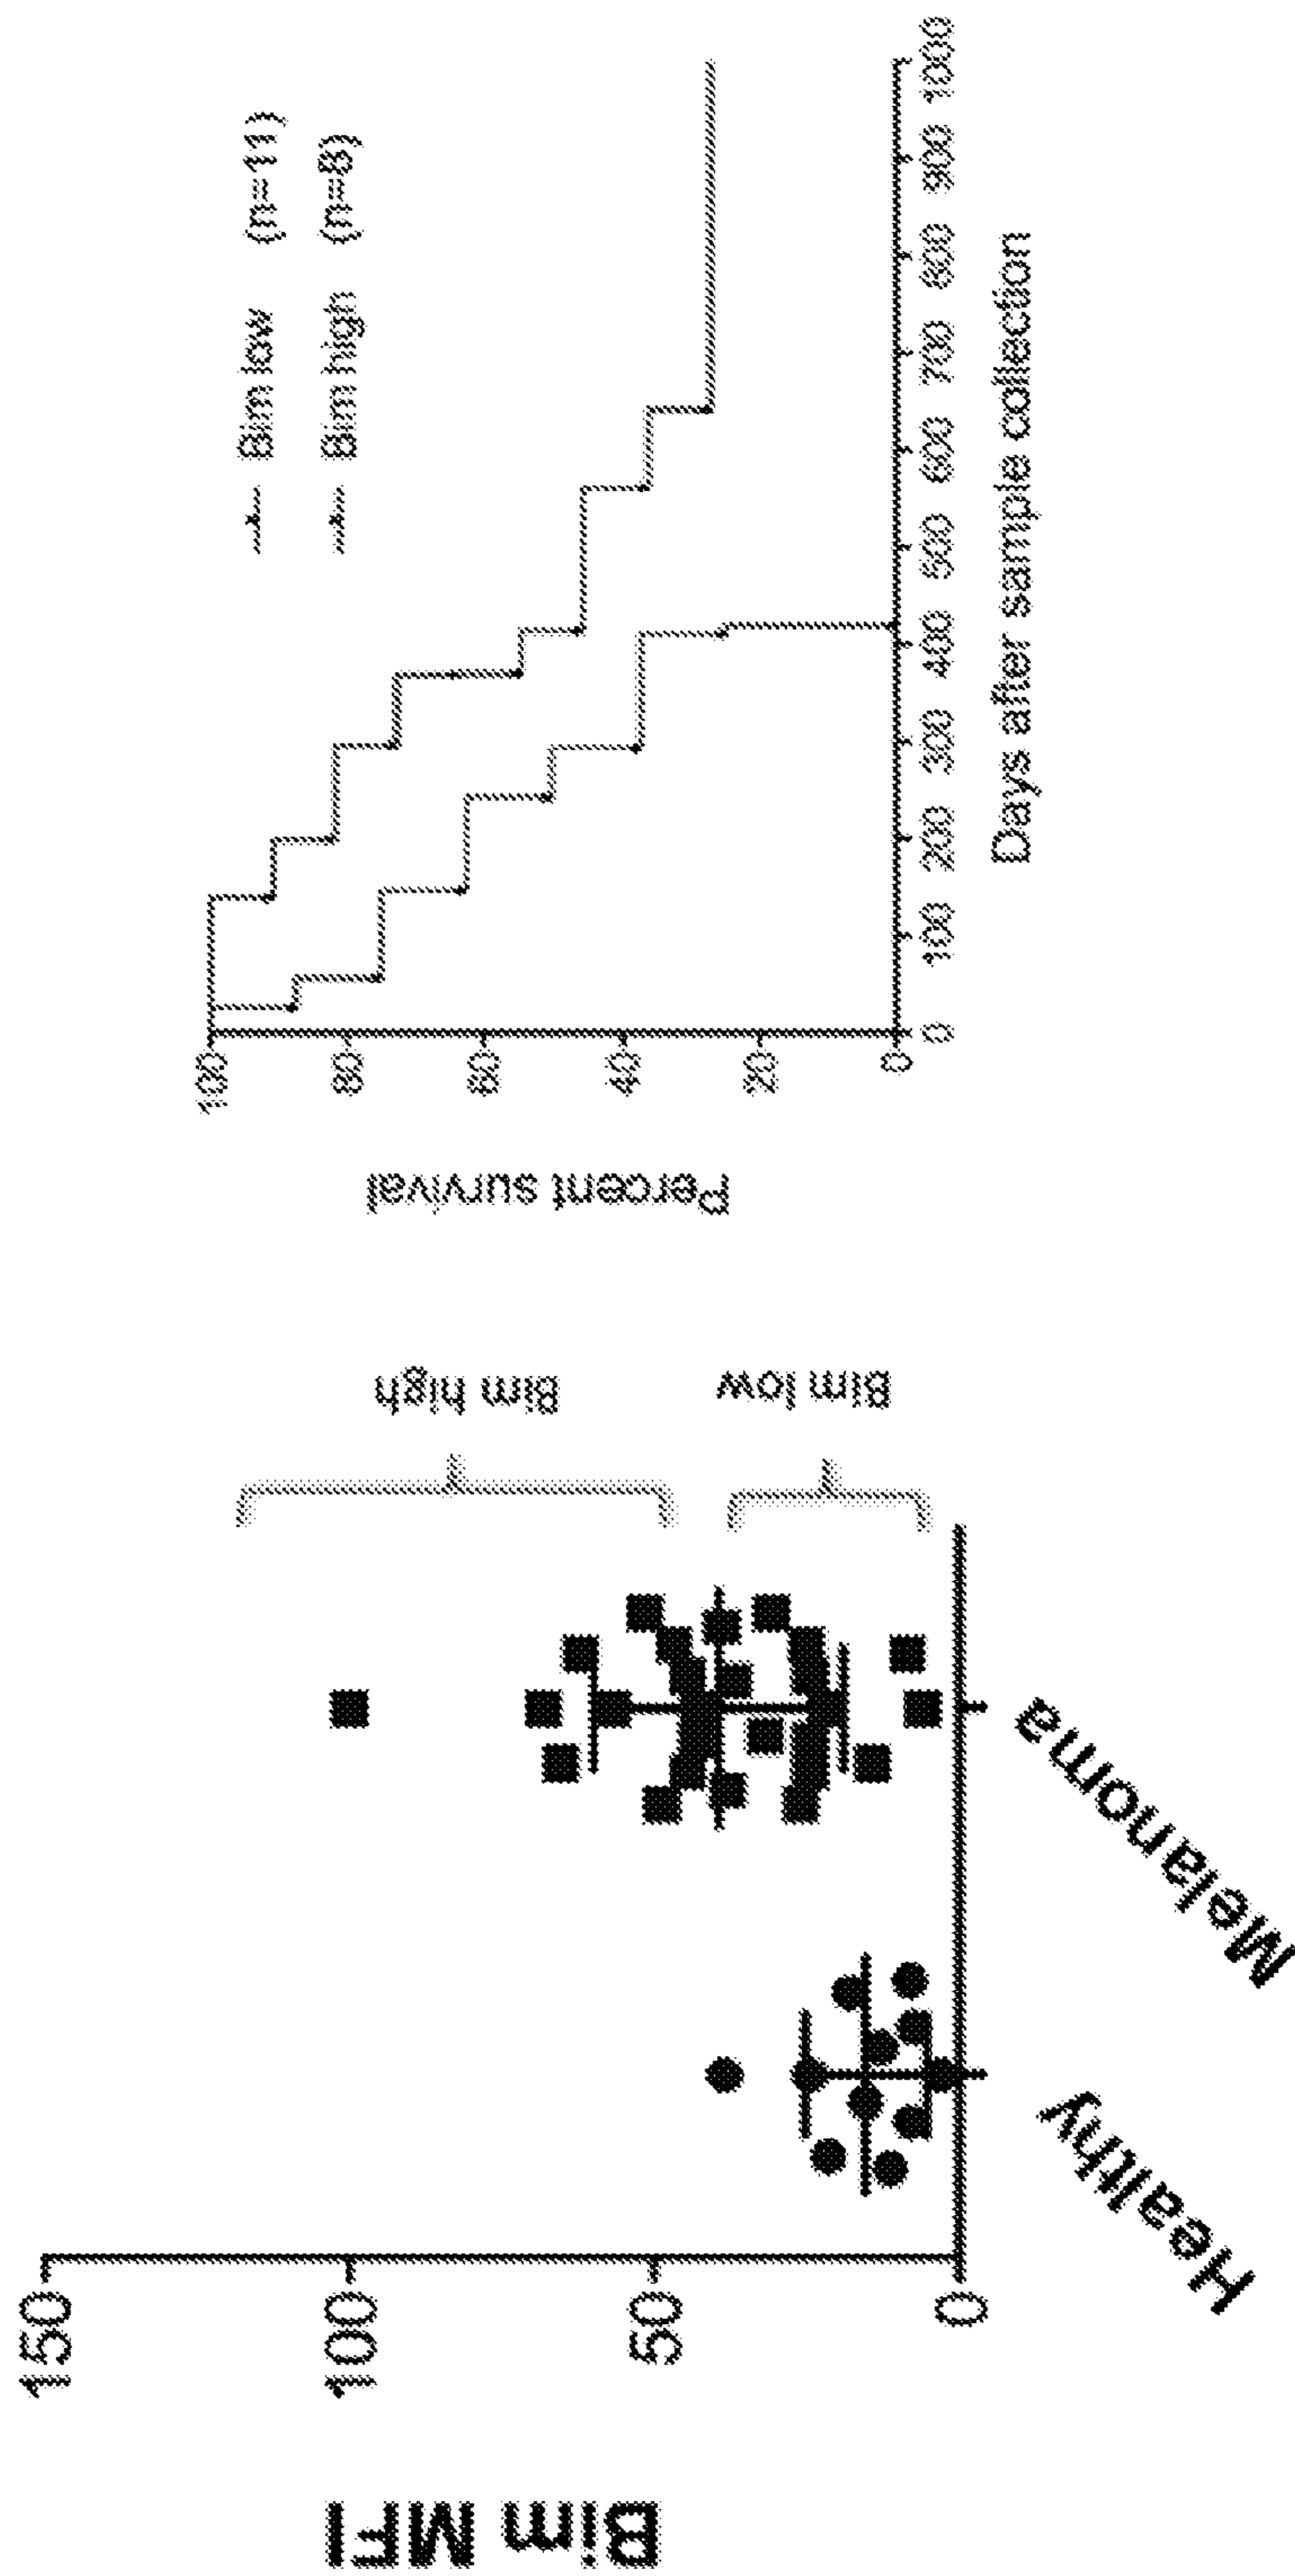 Bim MFI
150
100
50
0
Healthy
Melanoma
Bim high
Bim low
Percent survival
100
80
60
40
20
0
0 100 200 300 400 500 600 700 800 900 1000
Days after sample collection
Bim low (n=11)
Bim high (n=8)